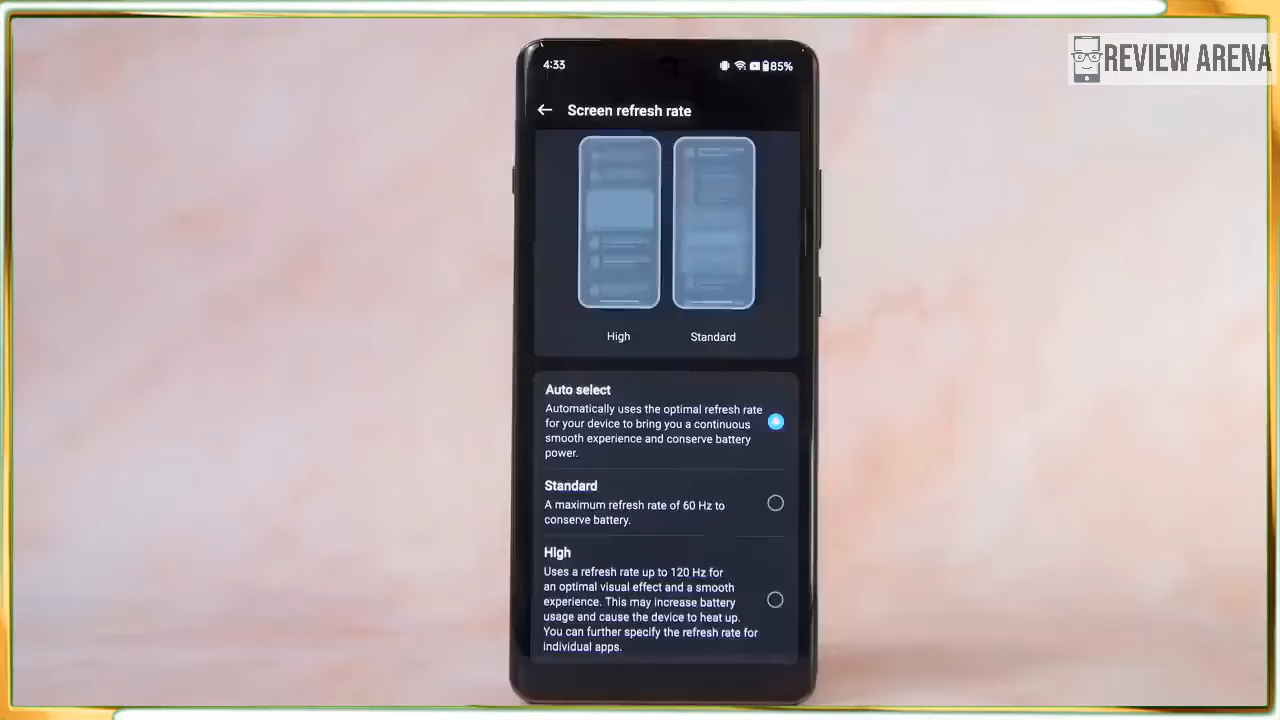 REVIEW ARENA
4:33
85%
Screen refresh rate
High
Standard
Auto select
Automatically uses the optimal refresh rate
for your device to bring you a continuous
smooth experience and conserve battery
power.
Standard
A maximum refresh rate of 60 Hz to
conserve battery.
High
Uses a refresh rate up to 120 Hz for
an optimal visual effect and a smooth
experience. This may increase battery
usage and cause the device to heat up.
You can further specify the refresh rate for
individual apps.